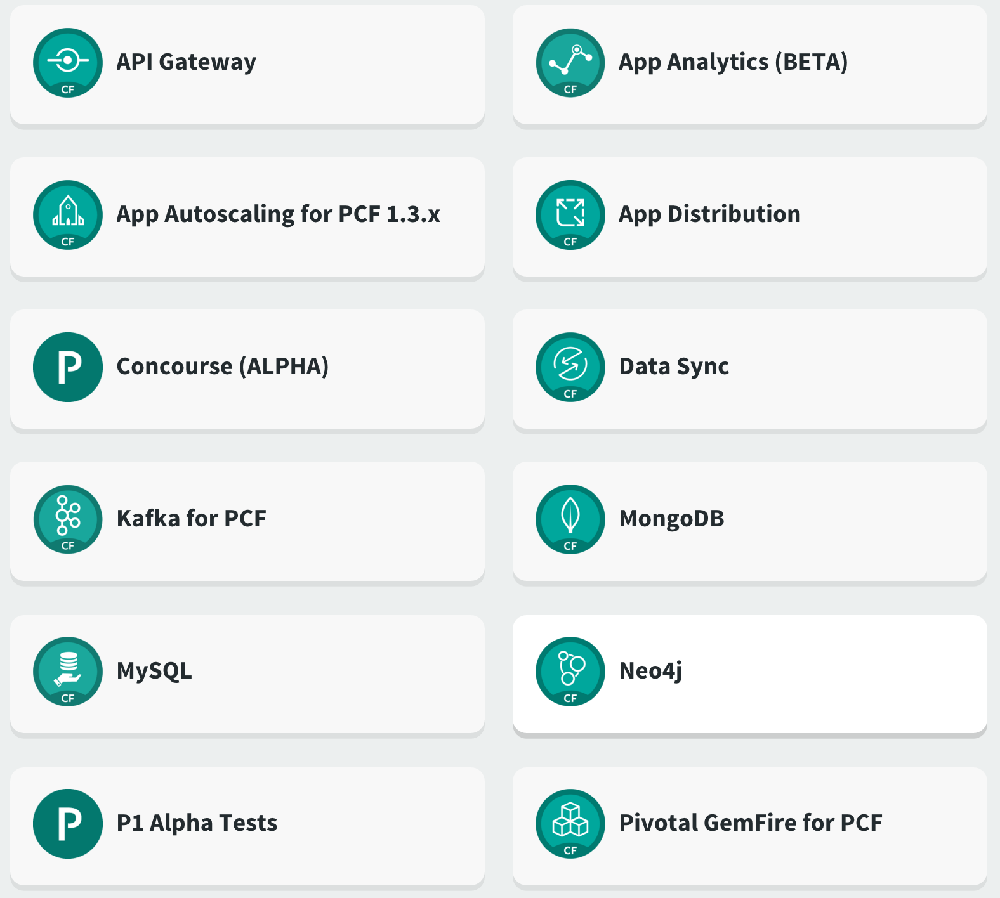 CF
API Gateway
CF
App Analytics (BETA)
CF
App Autoscaling for PCF 1.3.x
CF
App Distribution
P
Concourse (ALPHA)
CF
Data Sync
CF
Kafka for PCF
CF
MongoDB
CF
MySQL
CF
Neo4j
P
P1 Alpha Tests
CF
Pivotal GemFire for PCF